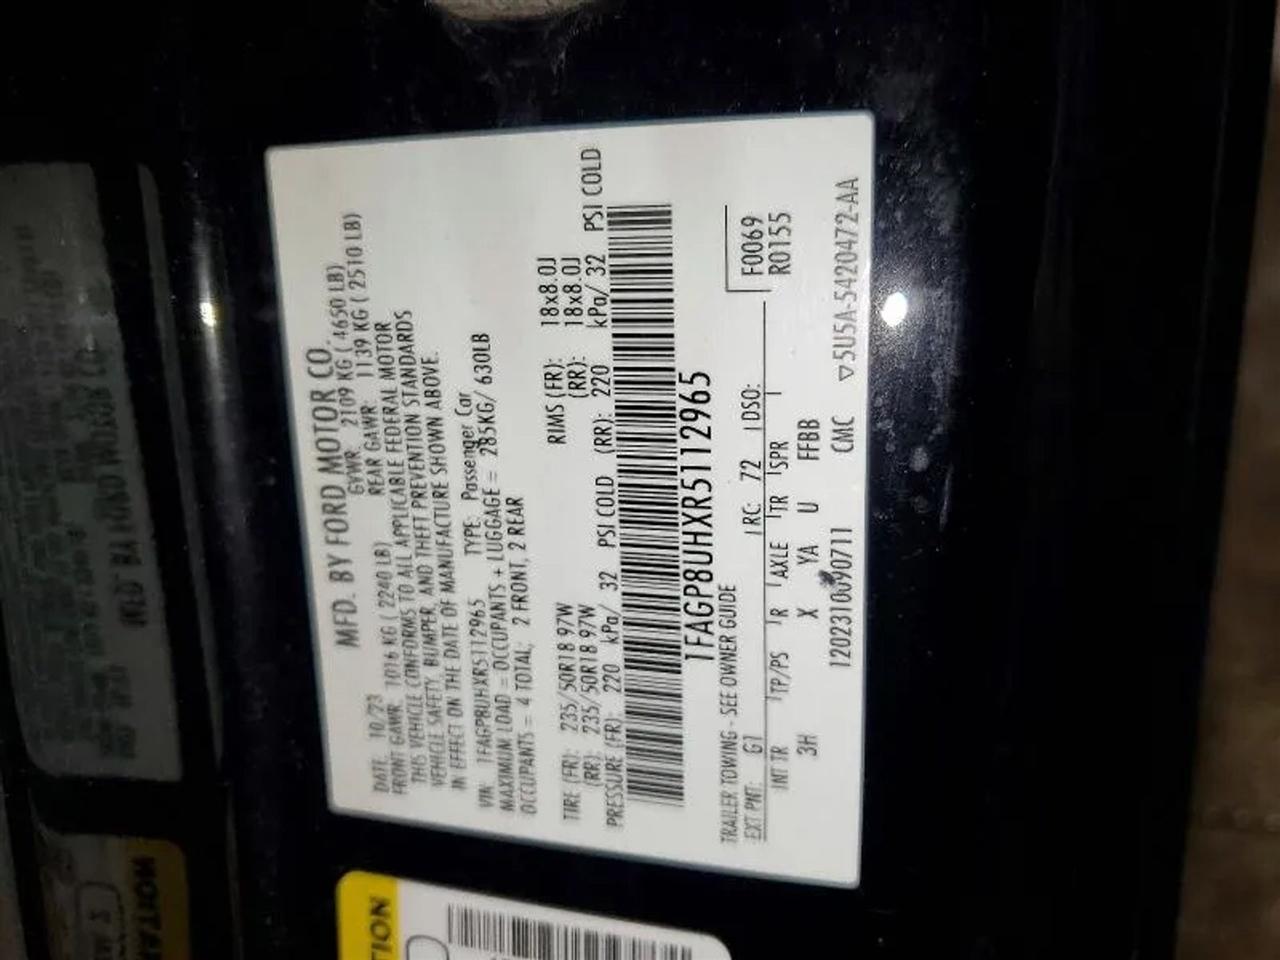 MFD. BY FORD MOTOR CO.
DATE: 10/23 GVWR: 2109 KG ( 4650 LB)
FRONT GAWR: 1016 KG ( 2240 LB) REAR GAWR: 1139 KG ( 2510 LB)
THIS VEHICLE CONFORMS TO ALL APPLICABLE FEDERAL MOTOR
VEHICLE SAFETY, BUMPER, AND THEFT PREVENTION STANDARDS
IN EFFECT ON THE DATE OF MANUFACTURE SHOWN ABOVE.
VIN: 1FAGP8UHXR5112965 TYPE: Passenger Car
MAXIMUM LOAD = OCCUPANTS + LUGGAGE = 285KG/ 630LB
OCCUPANTS = 4 TOTAL; 2 FRONT, 2 REAR
TIRE (FR): 235/50R18 97W RIMS (FR): 18x8.0J
(RR): 235/50R18 97W (RR): 18x8.0J
PRESSURE (FR): 220 kPa/ 32 PSI COLD (RR): 220 kPa/ 32 PSI COLD
1FAGP8UHXR5112965
TRAILER TOWING - SEE OWNER GUIDE F0069
EXT PNT: G1 RC: 72 DSO: R0155
INT TR TP/PS R AXLE TR SPR
3H X YA U FFBB
120231009071 CMC ▽5U5A-5420472-AA
TION